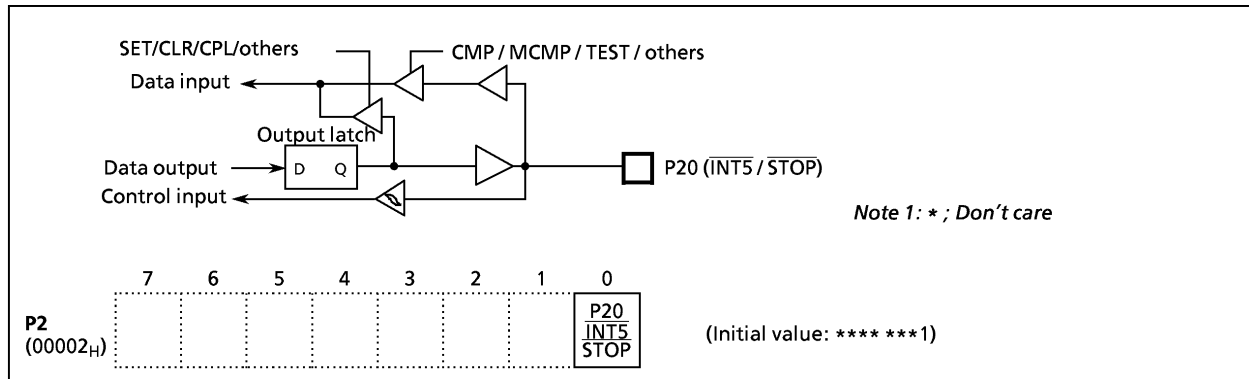 SET/CLR/CPL/others
CMP / MCMP / TEST / others
Data input
Output latch
Data output
D Q
P20 (INT5 / STOP)
Control input
Note 1: * ; Don't care
7 6 5 4 3 2 1 0
P2
(00002H)
P20
INT5
STOP
(Initial value: **** ***1)